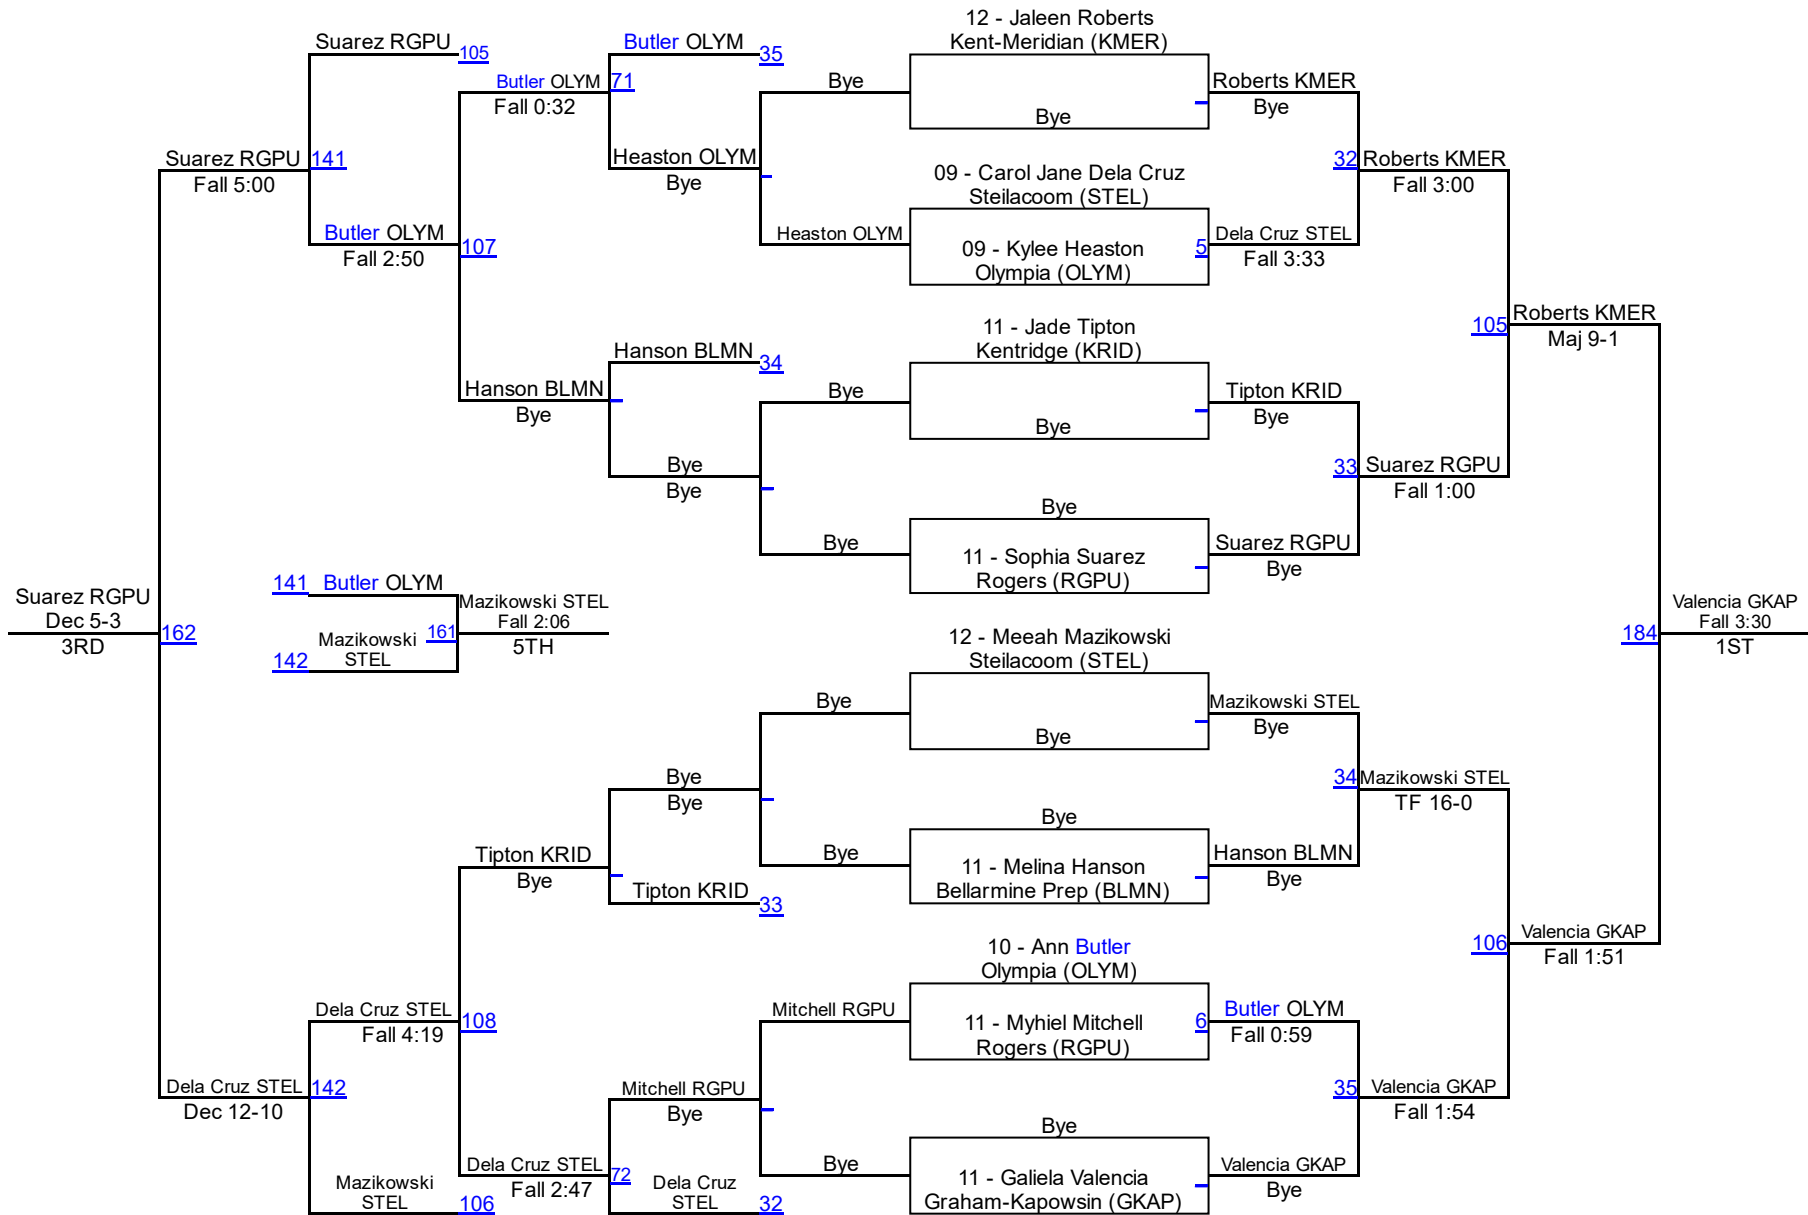 12 - Jaleen Roberts
Kent-Meridian (KMER)
Suarez RGPU
105
Butler OLYM
35
Butler OLYM
71
Fall 0:32
Bye
Bye
Roberts KMER
Bye
Suarez RGPU
141
Fall 5:00
Heaston OLYM
Bye
09 - Carol Jane Dela Cruz
Steilacoom (STEL)
32
Roberts KMER
Fall 3:00
Butler OLYM
107
Fall 2:50
Heaston OLYM
09 - Kylee Heaston
Olympia (OLYM)
5
Dela Cruz STEL
Fall 3:33
105
Roberts KMER
Maj 9-1
11 - Jade Tipton
Kentridge (KRID)
Hanson BLMN
34
Hanson BLMN
Bye
Bye
Bye
Tipton KRID
Bye
Bye
Bye
33
Suarez RGPU
Fall 1:00
Bye
Bye
11 - Sophia Suarez
Rogers (RGPU)
Suarez RGPU
Bye
Suarez RGPU
Dec 5-3
3RD
162
141
Butler OLYM
142
Mazikowski
STEL
161
Mazikowski STEL
Fall 2:06
5TH
184
Valencia GKAP
Fall 3:30
1ST
12 - Meeah Mazikowski
Steilacoom (STEL)
Bye
Bye
Mazikowski STEL
Bye
Bye
Bye
34
Mazikowski STEL
TF 16-0
Bye
Bye
11 - Melina Hanson
Bellarmine Prep (BLMN)
Hanson BLMN
Bye
Tipton KRID
Bye
Tipton KRID
33
106
Valencia GKAP
Fall 1:51
10 - Ann Butler
Olympia (OLYM)
Mitchell RGPU
11 - Myhiel Mitchell
Rogers (RGPU)
6
Butler OLYM
Fall 0:59
Dela Cruz STEL
108
Fall 4:19
Dela Cruz STEL
142
Dec 12-10
Mitchell RGPU
Bye
35
Valencia GKAP
Fall 1:54
Bye
Bye
11 - Galiela Valencia
Graham-Kapowsin (GKAP)
Valencia GKAP
Bye
Dela Cruz STEL
72
Fall 2:47
Mazikowski
STEL
106
Dela Cruz
STEL
32